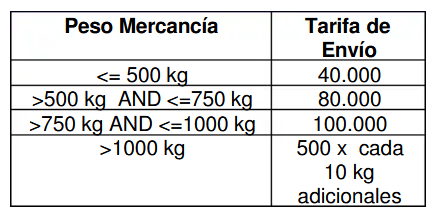 Peso Mercancía Tarifa de
Envío
<= 500 kg 40.000
>500 kg AND <=750 kg 80.000
>750 kg AND <=1000 kg 100.000
>1000 kg 500 x cada
10 kg
adicionales